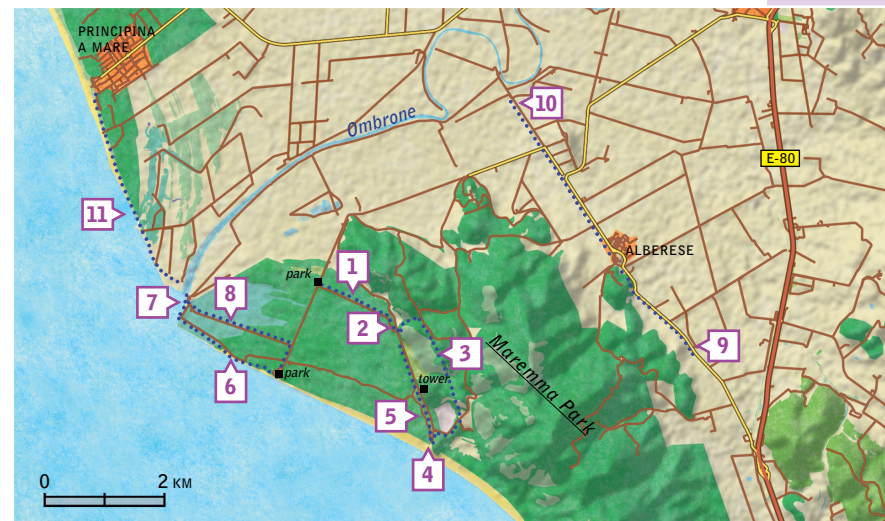 PRINCIPINA
A MARE
10
Ombrone
E-80
11
ALBERESE
park
1
7
8
2
3
9
Maremma Park
6
park
tower
5
4
0
2 KM